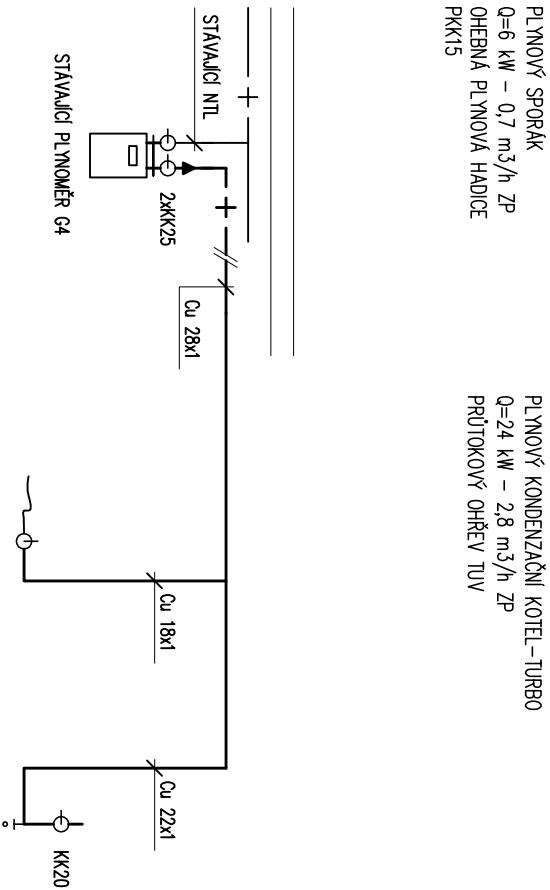 PLYNOVÝ SPORÁK
Q=6 kW - 0,7 m3/h ZP
OHEBNÁ PLYNOVÁ HADICE
PKK15
PLYNOVÝ KONDENZAČNÍ KOTEL-TURBO
Q=24 kW - 2,8 m3/h ZP
PRŮTOKOVÝ OHŘEV TUV
STÁVAJÍCÍ NTL
2xKK25
STÁVAJÍCÍ PLYNOMĚR G4
Cu 28x1
Cu 18x1
Cu 22x1
KK20